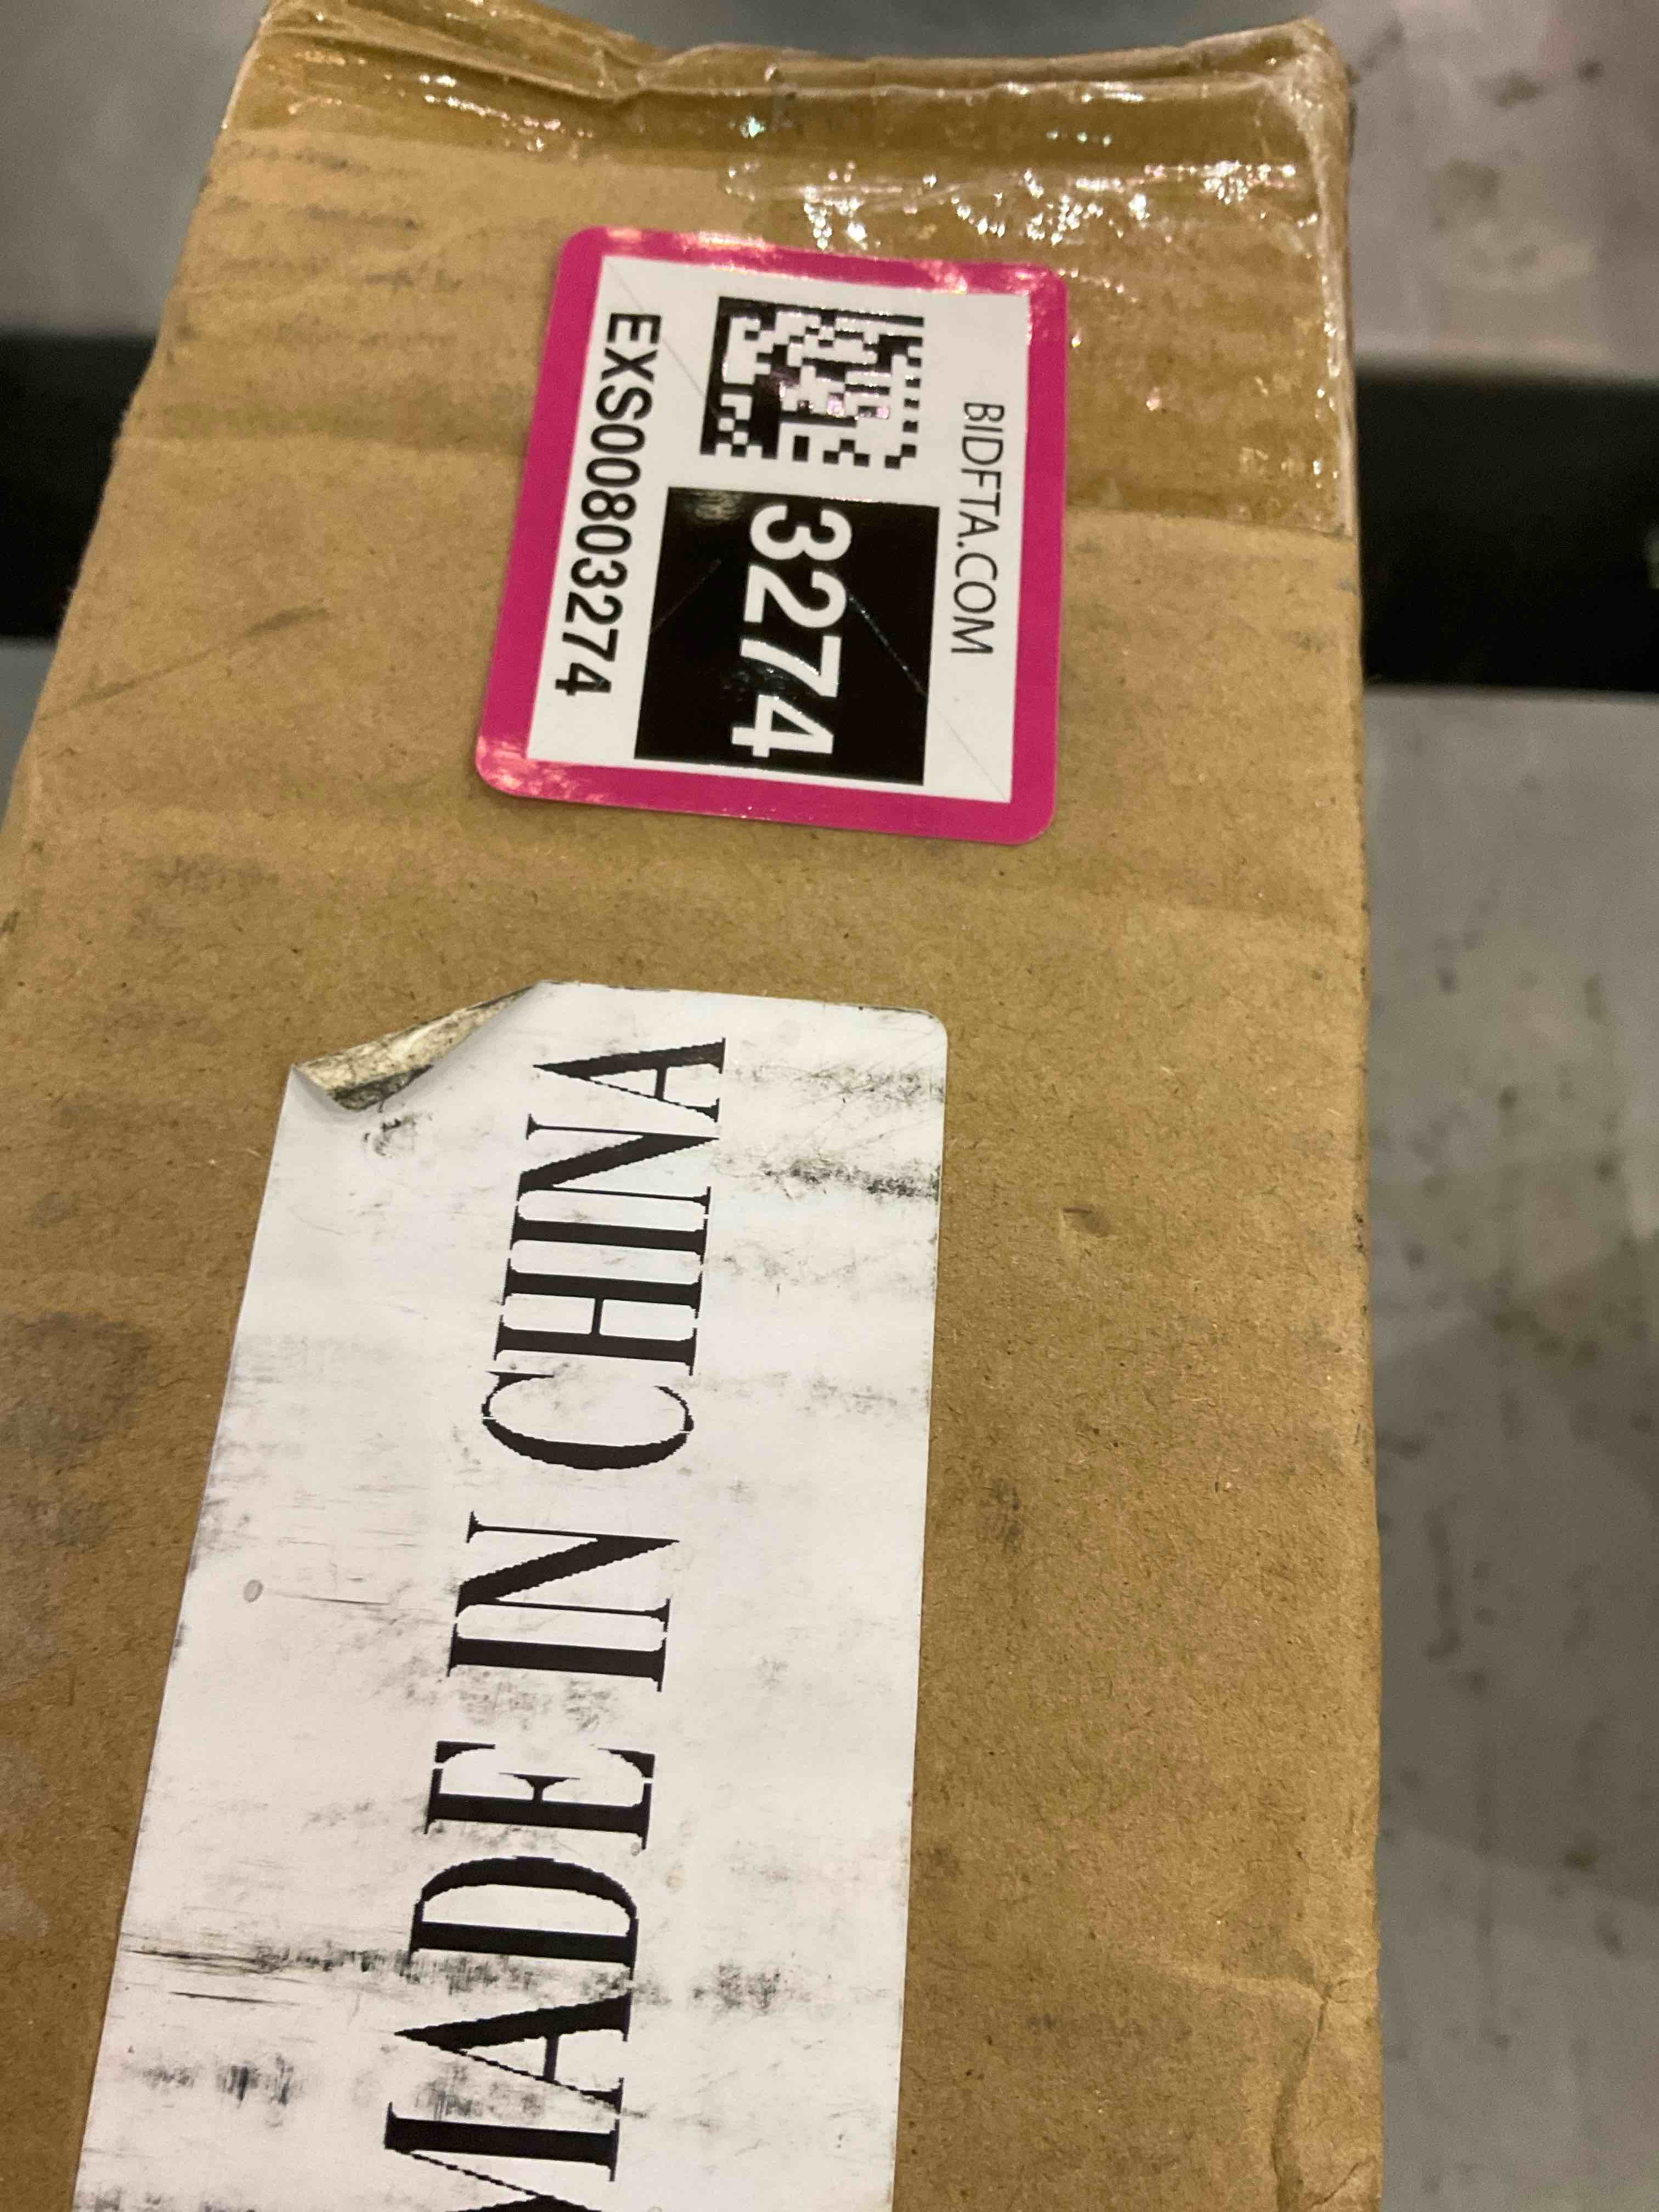 BIDFTA.COM
3274
EXS00803274
MADE IN CHINA